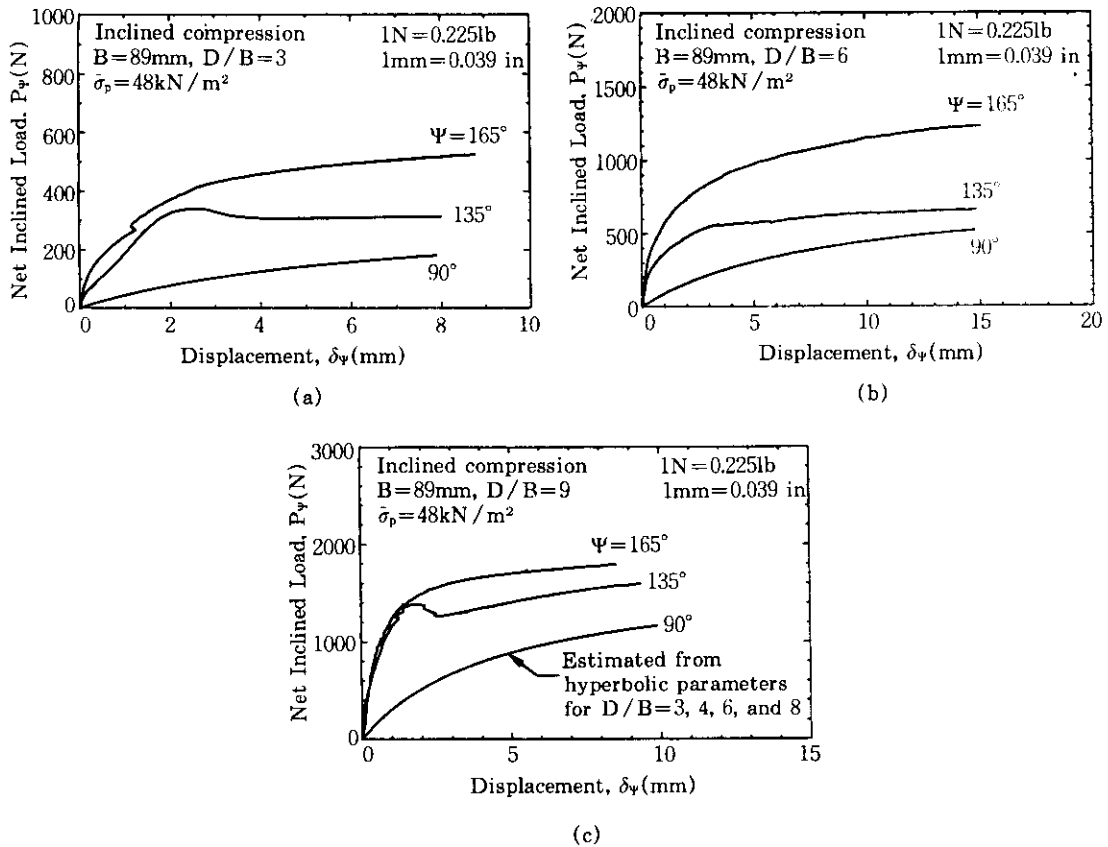 Inclined compression 1N=0.225lb
B=89mm, D/B=3 1mm=0.039 in
σ̄p=48kN/m²
1000
800
600
400
200
0
Net Inclined Load, PΨ(N)
Ψ=165°
135°
90°
0 2 4 6 8 10
Displacement, δΨ(mm)
(a)
Inclined compression 1N=0.225lb
B=89mm, D/B=6 1mm=0.039 in
σ̄p=48kN/m²
2000
1500
1000
500
0
Net Inclined Load, PΨ(N)
Ψ=165°
135°
90°
0 5 10 15 20
Displacement, δΨ(mm)
(b)
Inclined compression 1N=0.225lb
B=89mm, D/B=9 1mm=0.039 in
σ̄p=48kN/m²
3000
2000
1000
0
Net Inclined Load, PΨ(N)
Ψ=165°
135°
90°
Estimated from
hyperbolic parameters
for D/B=3, 4, 6, and 8
0 5 10 15
Displacement, δΨ(mm)
(c)